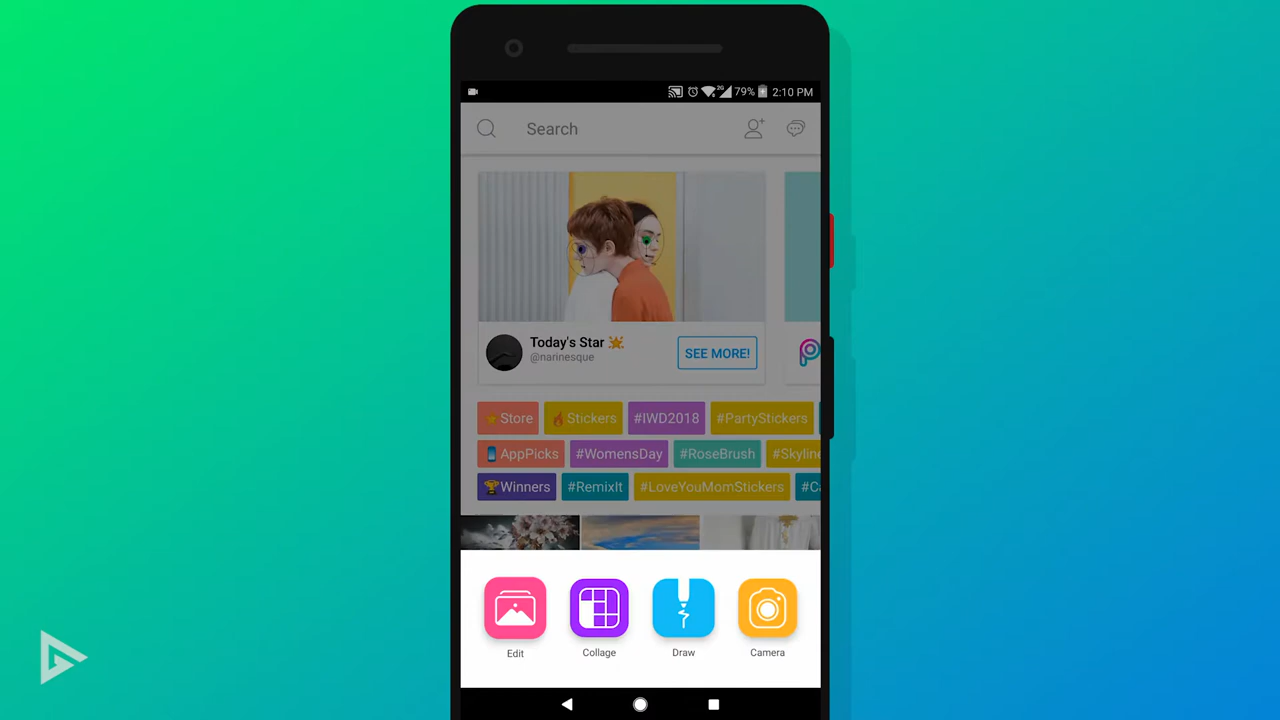 79% 2:10 PM
Search
Today's Star
@narinesque
SEE MORE!
Store Stickers #IWD2018 #PartyStickers
AppPicks #WomensDay #RoseBrush #Skyline
Winners #RemixIt #LoveYouMomStickers
Edit Collage Draw Camera